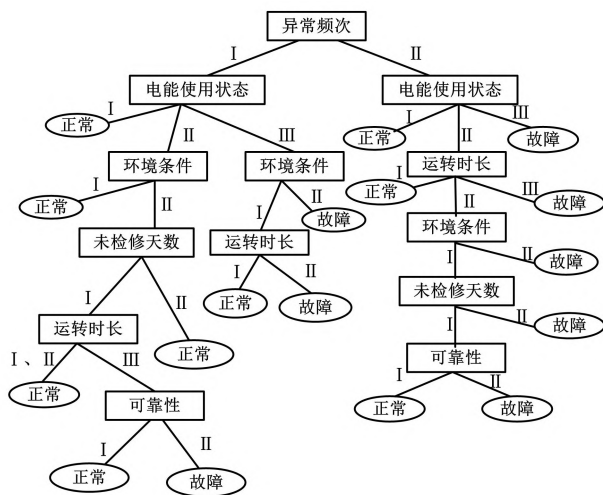 异常频次
Ⅰ Ⅱ
电能使用状态 电能使用状态
Ⅰ Ⅱ Ⅲ Ⅰ Ⅱ Ⅲ
正常 正常 故障
环境条件 环境条件 运转时长
Ⅰ Ⅱ Ⅰ Ⅱ Ⅰ Ⅱ Ⅲ
正常 故障 正常 故障
未检修天数 运转时长 环境条件
Ⅰ Ⅱ Ⅰ Ⅱ Ⅰ Ⅱ
正常 故障 故障
运转时长 正常 未检修天数
Ⅰ、Ⅱ Ⅲ Ⅰ Ⅱ
正常 故障
可靠性 可靠性
Ⅰ Ⅱ Ⅰ Ⅱ
正常 故障 正常 故障